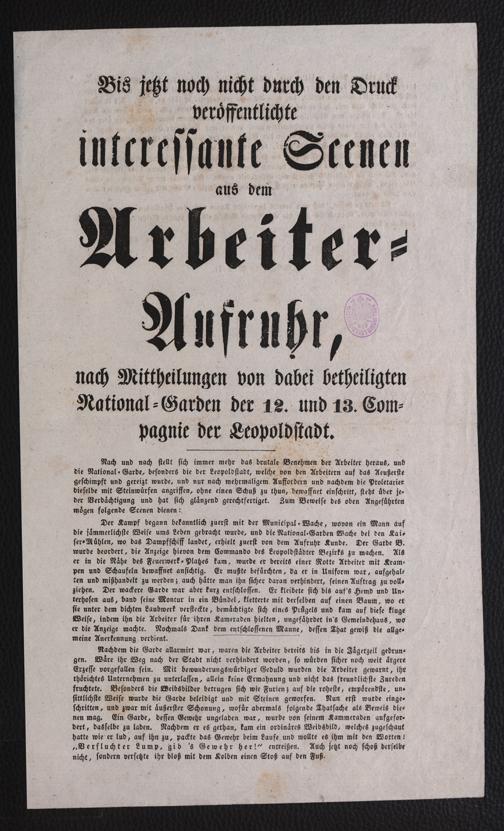 Bis jetzt noch nicht durch den Druck
veröffentlichte
interessante Scenen
aus dem
Arbeiter-
Aufruhr,
nach Mittheilungen von dabei betheiligten
National-Garden der 12. und 13. Com-
pagnie der Leopoldstadt.
Nach und nach stellt sich immer mehr das brutale Benehmen der Arbeiter heraus, und
die National-Garde, besonders die der Leopoldstadt, welche von den Arbeitern auf das Aeußerste
geschimpft und gereizt wurde, und nur nach mehrmaligem Auffordern und nachdem die Proletarier
dieselbe mit Steinwürfen angriffen, ohne einen Schuß zu thun, bewaffnet einschritt, steht über je-
der Verdächtigung und hat sich glänzend gerechtfertiget. Zum Beweise des oben Angeführten
mögen folgende Scenen dienen:
Der Kampf begann bekanntlich zuerst mit der Municipal-Wache, wovon ein Mann auf
die jämmerlichste Weise ums Leben gebracht wurde, und die National-Garden Wache bei den Kai-
ser-Mühlen, wo das Dampfschiff landet, erhielt zuerst von dem Aufruhr Kunde. Der Garde B.
wurde beordert, die Anzeige hievon dem Commando des Leopoldstädter Bezirks zu machen. Als
er in die Nähe des Feuerwerk-Platzes kam, wurde er bereits einer Rotte Arbeiter mit Kram-
pen und Schaufeln bewaffnet ansichtig. Er mußte befürchten, da er in Uniform war, aufgehal-
ten und mißhandelt zu werden; auch hätte man ihn sicher daran verhindert, seinen Auftrag zu voll-
ziehen. Der wackere Garde war aber kurz entschlossen. Er kleidete sich bis auf's Hemd und Un-
terhosen aus, band seine Montur in ein Bündel, kletterte mit derselben auf einen Baum, wo er
sie unter dem dichten Laubwerk versteckte, bemächtigte sich eines Prügels und kam auf diese kluge
Weise, indem ihn die Arbeiter für ihren Kameraden hielten, ungefährdet in's Gemeindehaus, wo
er die Anzeige machte. Nochmals Dank dem entschlossenen Manne, dessen That gewiß die allge-
meine Anerkennung verdient.
Nachdem die Garde allarmirt war, waren die Arbeiter bereits bis in die Jägerzeil gedrun-
gen. Wäre ihr Weg nach der Stadt nicht verhindert worden, so würden sicher noch weit ärgere
Exzesse vorgefallen sein. Mit bewunderungswürdiger Geduld wurden die Arbeiter gewarnt, ihr
thörichtes Unternehmen zu unterlassen, allein keine Ermahnung und nicht das freundlichste Zureden
fruchtete. Besonders die Weibsbilder betrugen sich wie Furien; auf die roheste, empörendste, un-
sittlichste Weise wurde die Garde beleidigt und mit Steinen geworfen. Nun erst wurde einge-
schritten, und zwar mit äußerster Schonung, wofür abermals folgende Thatsache als Beweis die-
nen mag. Ein Garde, dessen Gewehr ungeladen war, wurde von seinem Kammeraden aufgefor-
dert, dasselbe zu laden. Nachdem er es gethan, kam ein ordinäres Weibsbild, welches zugeschaut
hatte wie er lud, auf ihn zu, packte das Gewehr beim Laufe und wollte es ihm mit den Worten:
„Verfluchter Lump, gib 's Gewehr her!“ entreißen. Auch jetzt noch schoß derselbe
nicht, sondern versetzte ihr bloß mit dem Kolben einen Stoß auf den Fuß.